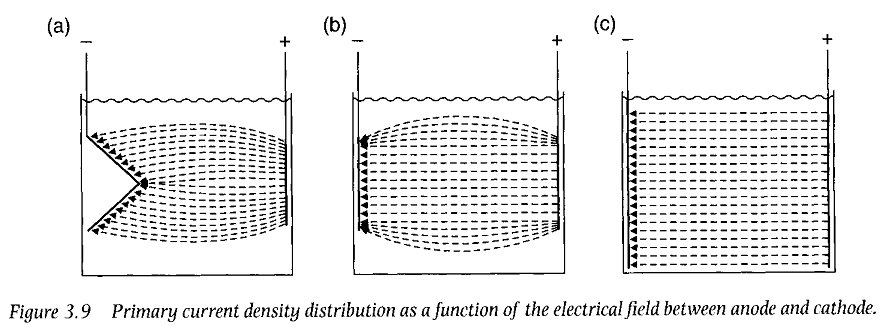 (a)
(b)
(c)
− +
− +
− +
Figure 3.9 Primary current density distribution as a function of the electrical field between anode and cathode.